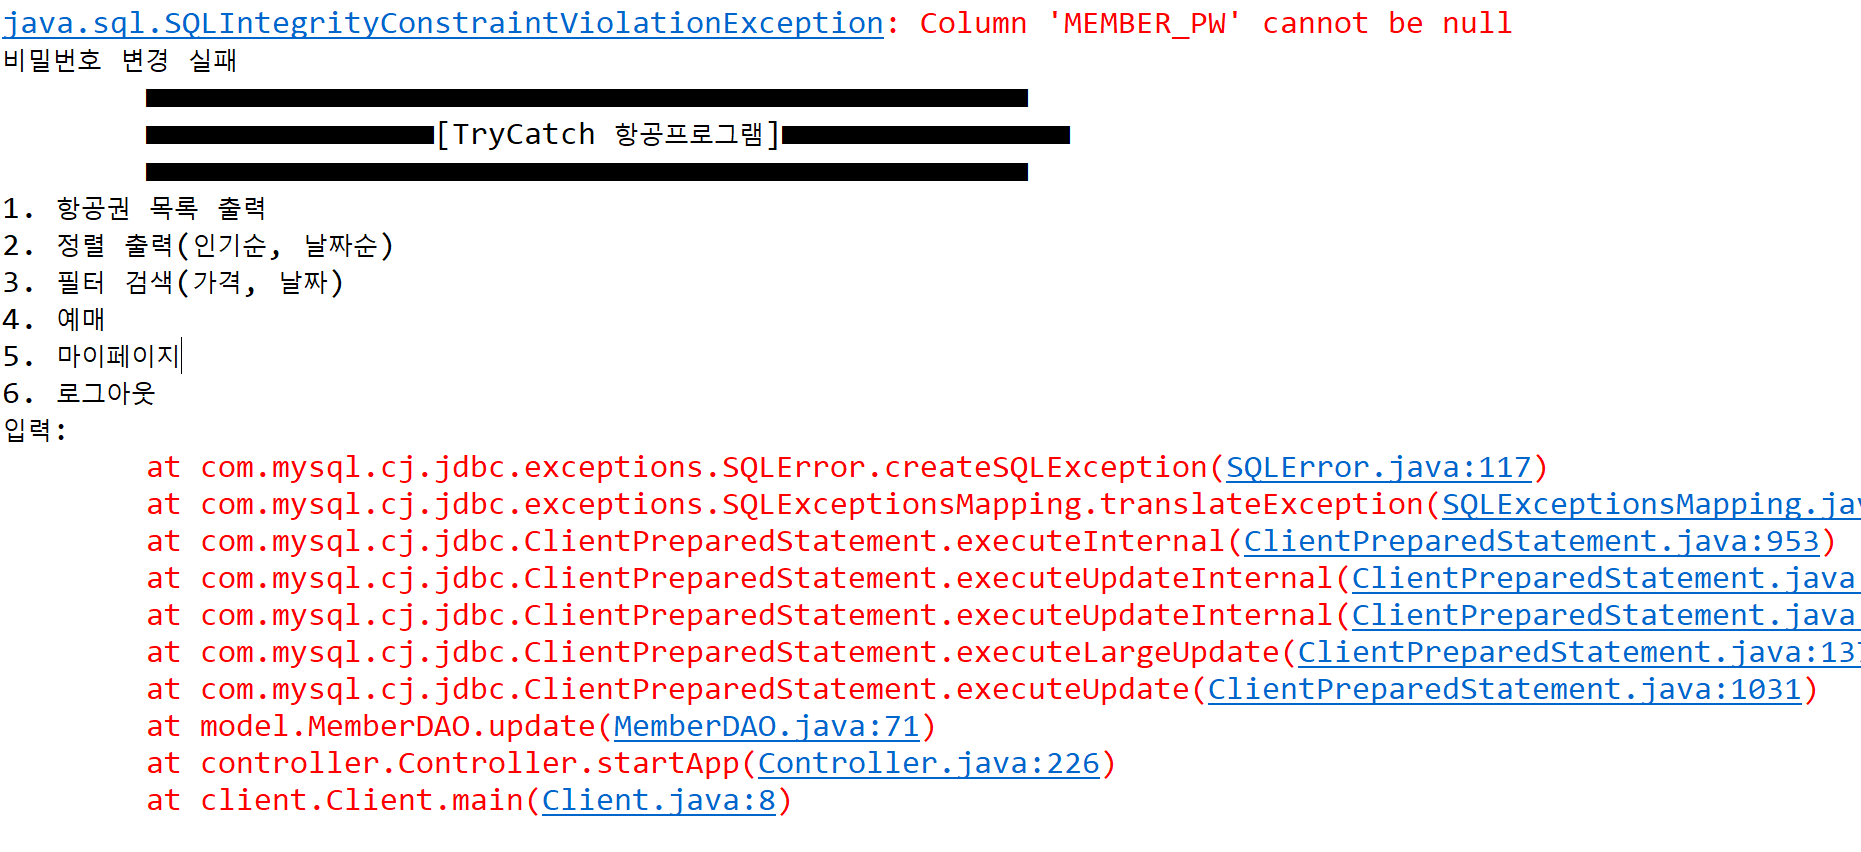 java.sql.SQLIntegrityConstraintViolationException: Column 'MEMBER_PW' cannot be null
비밀번호 변경 실패
[TryCatch 항공프로그램]
1. 항공권 목록 출력
2. 정렬 출력(인기순, 날짜순)
3. 필터 검색(가격, 날짜)
4. 예매
5. 마이페이지
6. 로그아웃
입력:
at com.mysql.cj.jdbc.exceptions.SQLError.createSQLException(SQLError.java:117)
at com.mysql.cj.jdbc.exceptions.SQLExceptionsMapping.translateException(SQLExceptionsMapping.jav
at com.mysql.cj.jdbc.ClientPreparedStatement.executeInternal(ClientPreparedStatement.java:953)
at com.mysql.cj.jdbc.ClientPreparedStatement.executeUpdateInternal(ClientPreparedStatement.java
at com.mysql.cj.jdbc.ClientPreparedStatement.executeUpdateInternal(ClientPreparedStatement.java
at com.mysql.cj.jdbc.ClientPreparedStatement.executeLargeUpdate(ClientPreparedStatement.java:13
at com.mysql.cj.jdbc.ClientPreparedStatement.executeUpdate(ClientPreparedStatement.java:1031)
at model.MemberDAO.update(MemberDAO.java:71)
at controller.Controller.startApp(Controller.java:226)
at client.Client.main(Client.java:8)